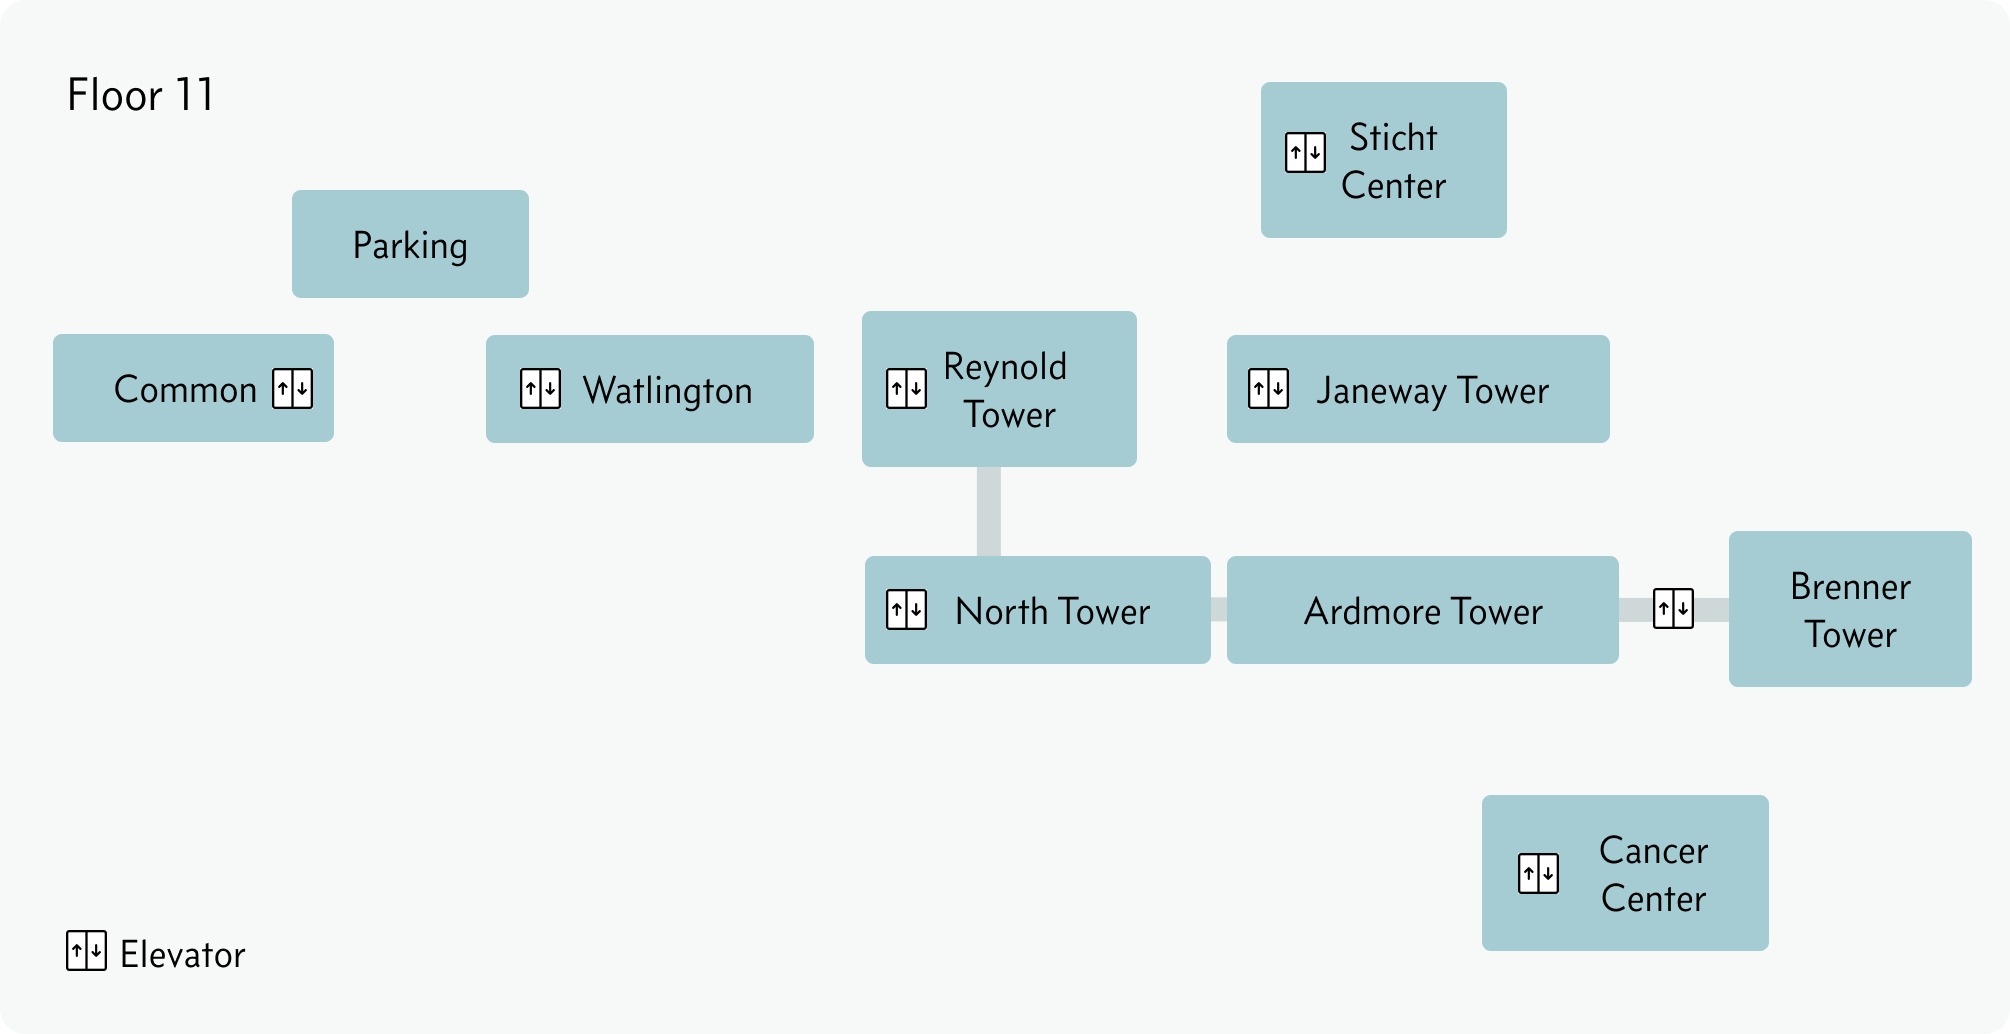 Floor 11
Sticht
Center
Parking
Common
Watlington
Reynold
Tower
Janeway Tower
North Tower
Ardmore Tower
Brenner
Tower
Cancer
Center
Elevator